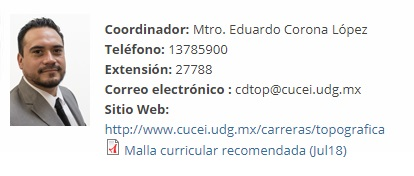 Coordinador: Mtro. Eduardo Corona López
Teléfono: 13785900
Extensión: 27788
Correo electrónico : cdtop@cucei.udg.mx
Sitio Web:
http://www.cucei.udg.mx/carreras/topografica
Malla curricular recomendada (Jul18)